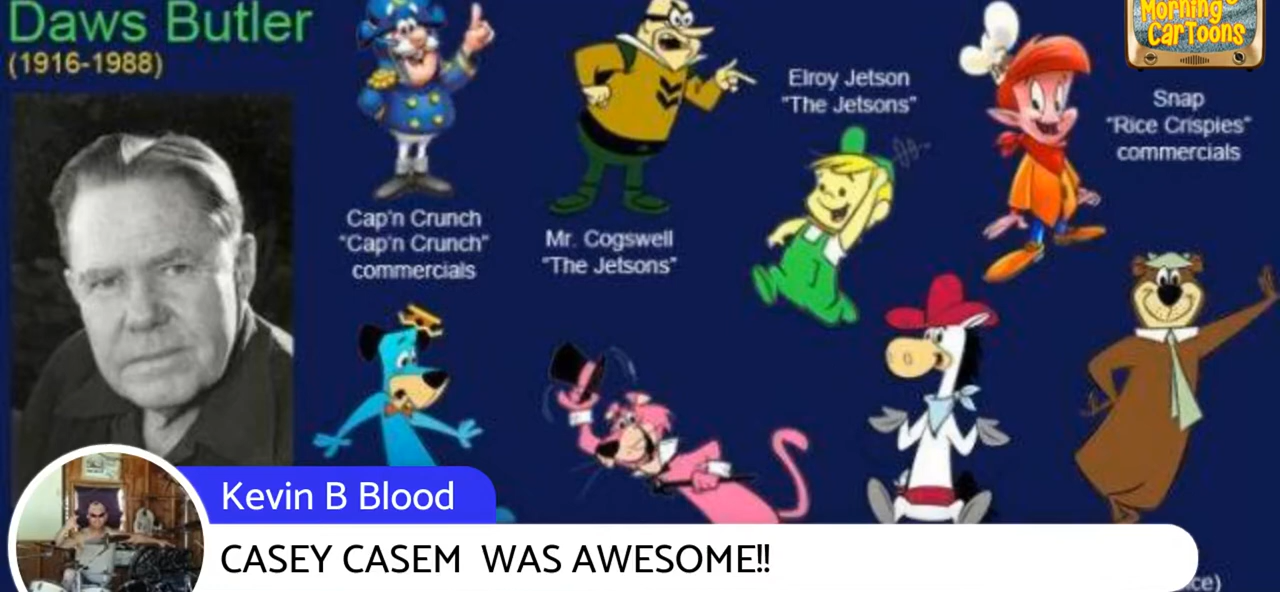 Daws Butler
(1916-1988)
Morning
CarToons
Elroy Jetson
"The Jetsons"
Snap
"Rice Crispies"
commercials
Cap'n Crunch
"Cap'n Crunch"
commercials
Mr. Cogswell
"The Jetsons"
Kevin B Blood
CASEY CASEM WAS AWESOME!!